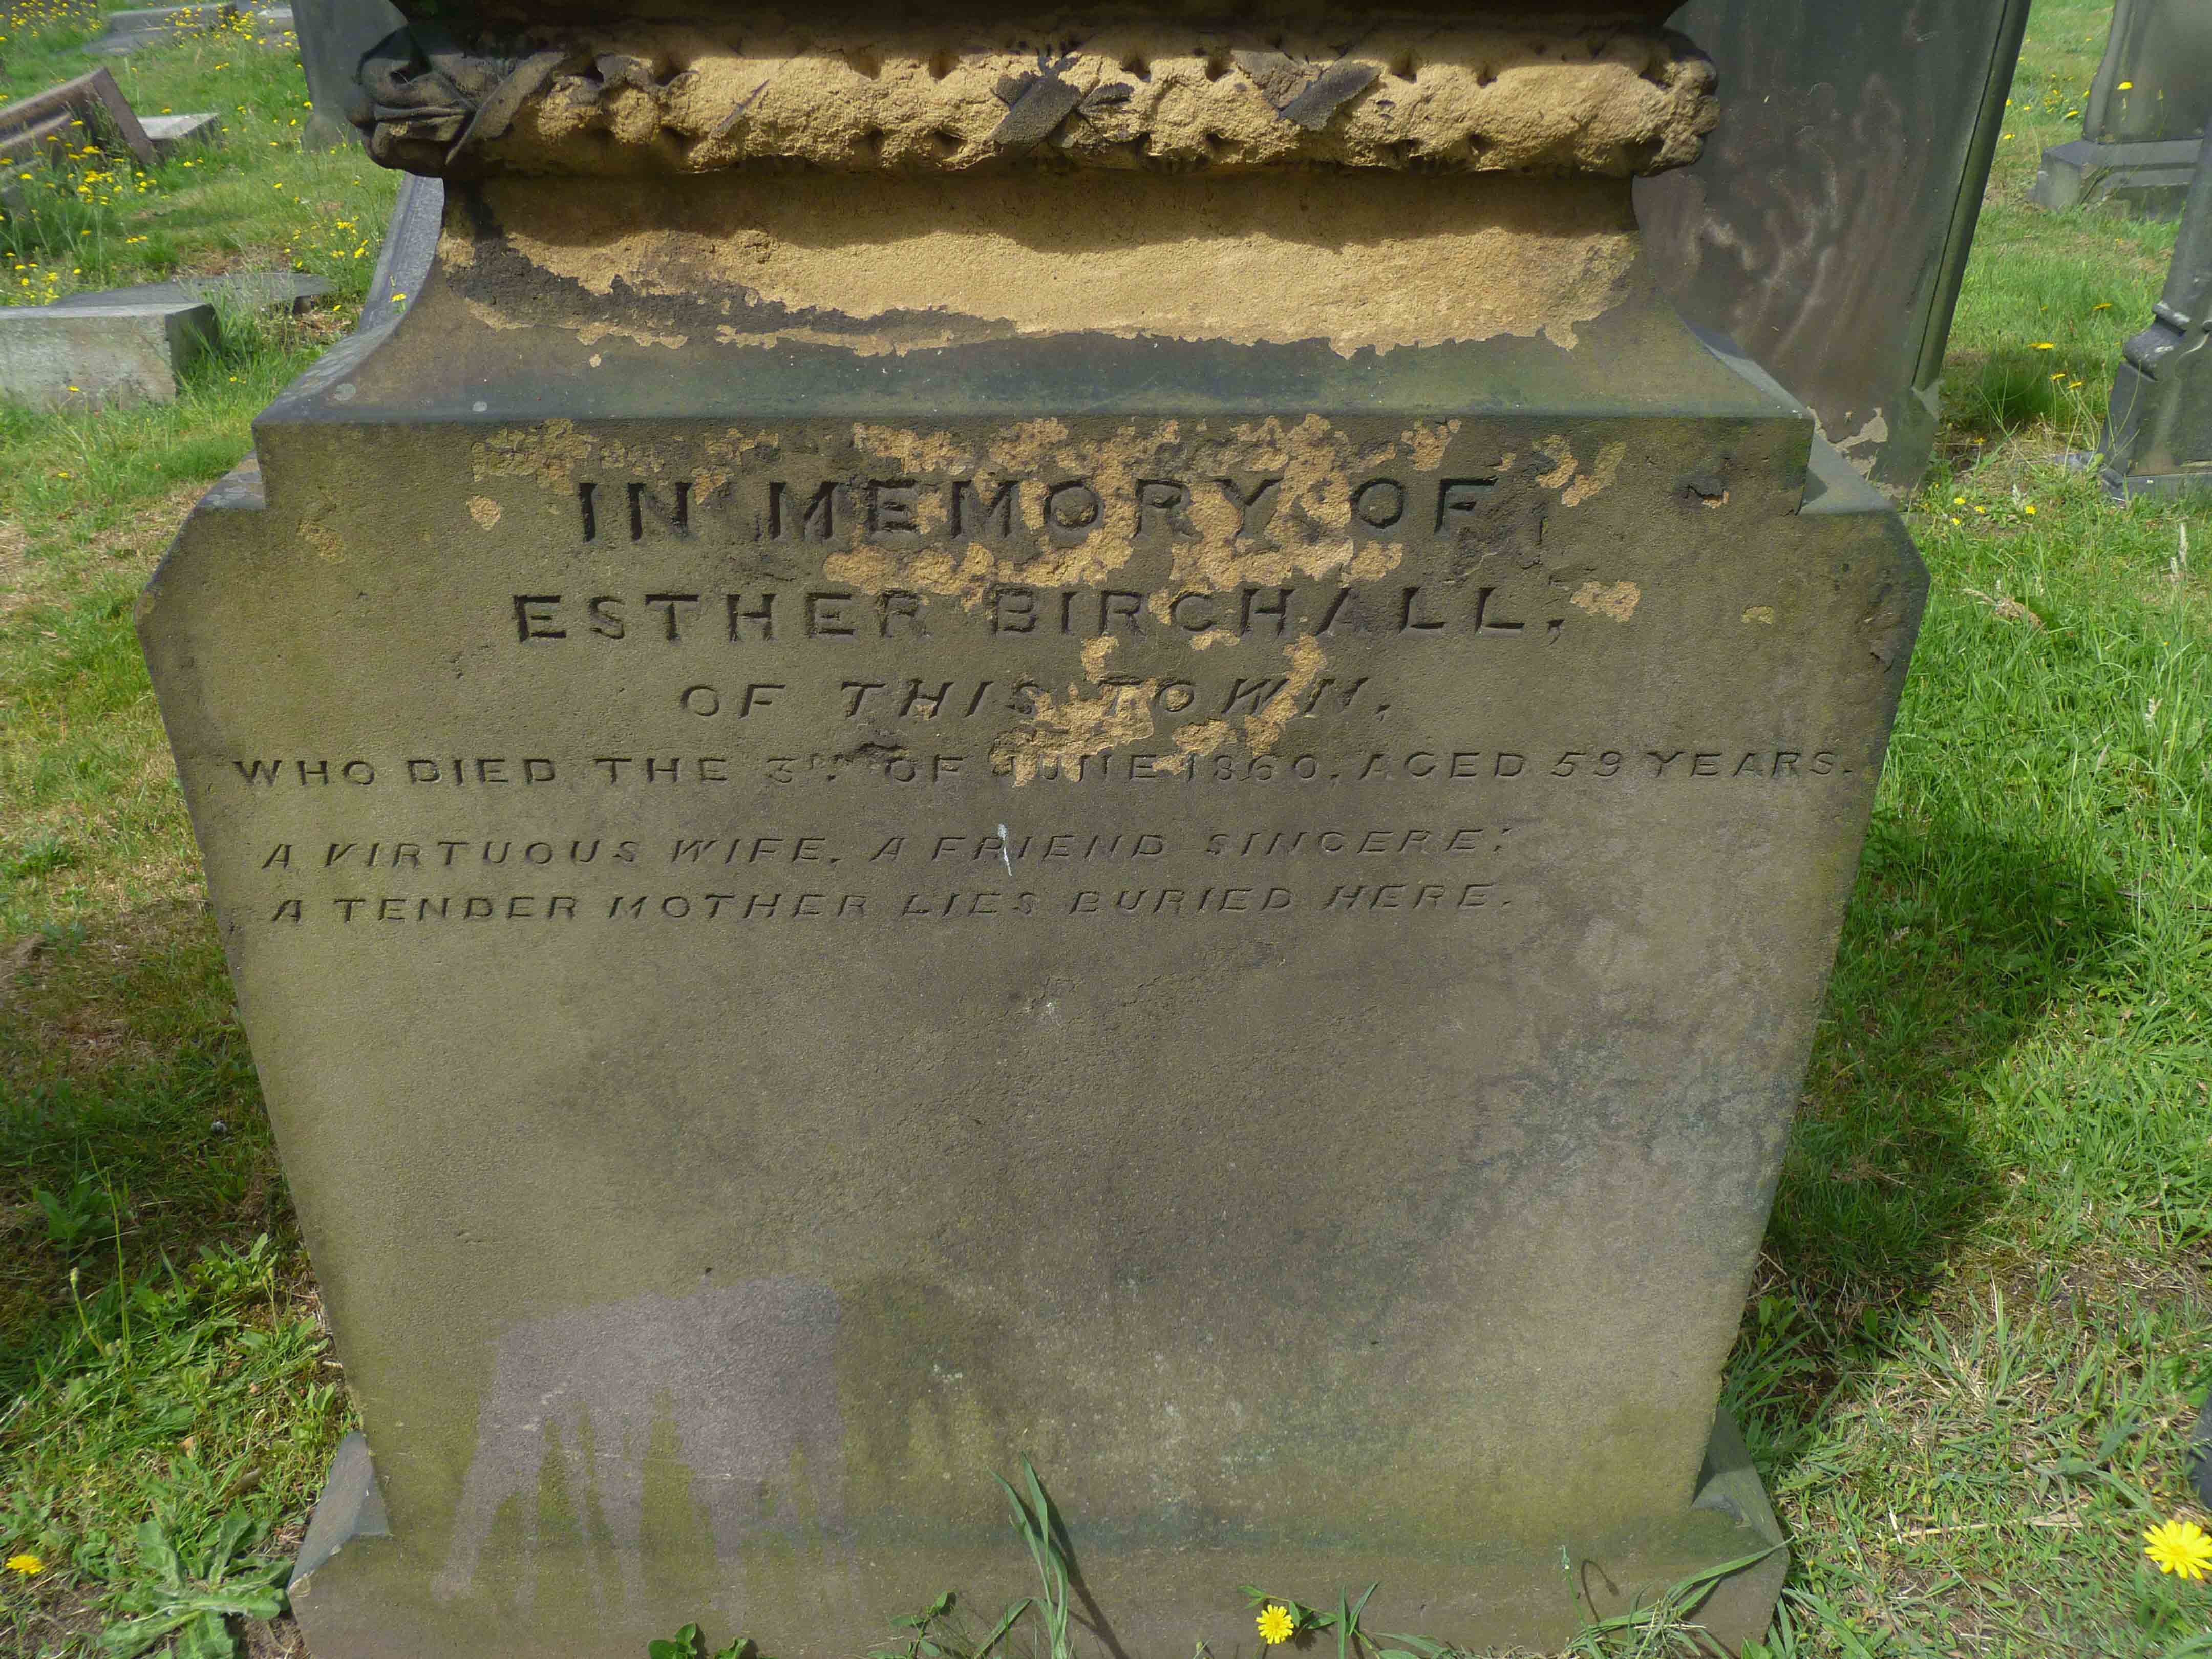 IN MEMORY OF
ESTHER BIRCHALL,
OF THIS TOWN,
WHO DIED THE 3RD OF JUNE 1860, AGED 59 YEARS.
A VIRTUOUS WIFE, A FRIEND SINCERE:
A TENDER MOTHER LIES BURIED HERE.